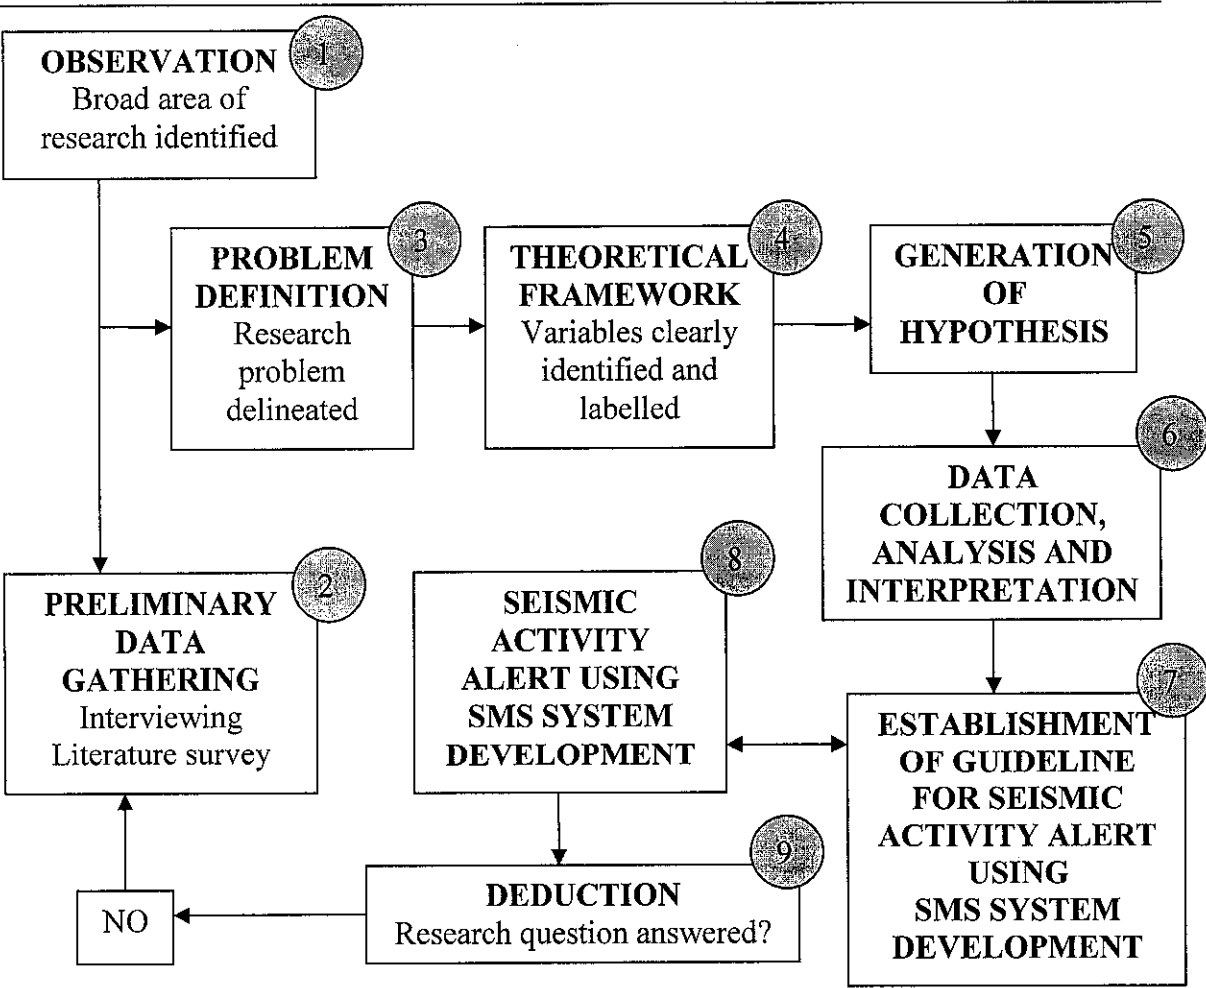 1
OBSERVATION
Broad area of
research identified
3
PROBLEM
DEFINITION
Research
problem
delineated
4
THEORETICAL
FRAMEWORK
Variables clearly
identified and
labelled
5
GENERATION
OF
HYPOTHESIS
6
DATA
COLLECTION,
ANALYSIS AND
INTERPRETATION
2
PRELIMINARY
DATA
GATHERING
Interviewing
Literature survey
8
SEISMIC
ACTIVITY
ALERT USING
SMS SYSTEM
DEVELOPMENT
7
ESTABLISHMENT
OF GUIDELINE
FOR SEISMIC
ACTIVITY ALERT
USING
SMS SYSTEM
DEVELOPMENT
9
DEDUCTION
Research question answered?
NO